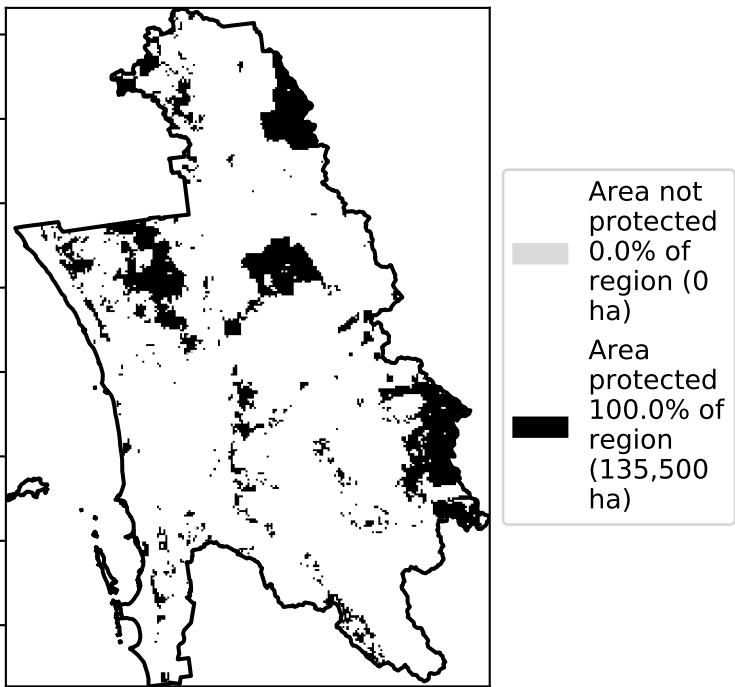 Area not
protected
0.0% of
region (0
ha)
Area
protected
100.0% of
region
(135,500
ha)